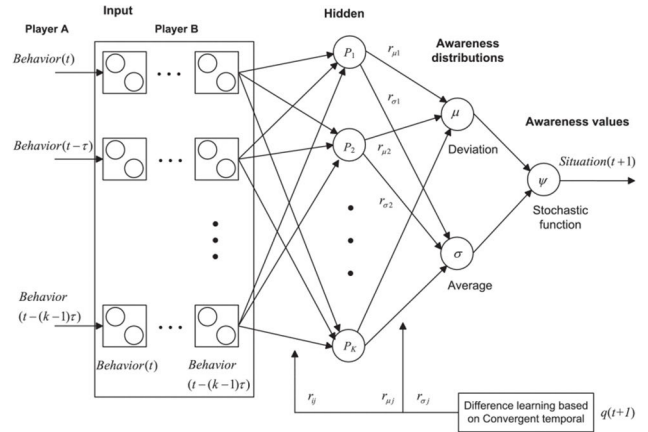 Input
Hidden
Player A
Player B
Awareness
distributions
Behavior(t)
P1
rμ1
rσ1
μ
Deviation
Awareness values
Behavior(t−τ)
P2
rμ2
rσ2
ψ
Situation(t+1)
Stochastic
function
σ
Average
Behavior
(t−(k−1)τ)
PK
Behavior(t)
Behavior
(t−(k−1)τ)
rij
rμj
rσj
Difference learning based
on Convergent temporal
q(t+1)